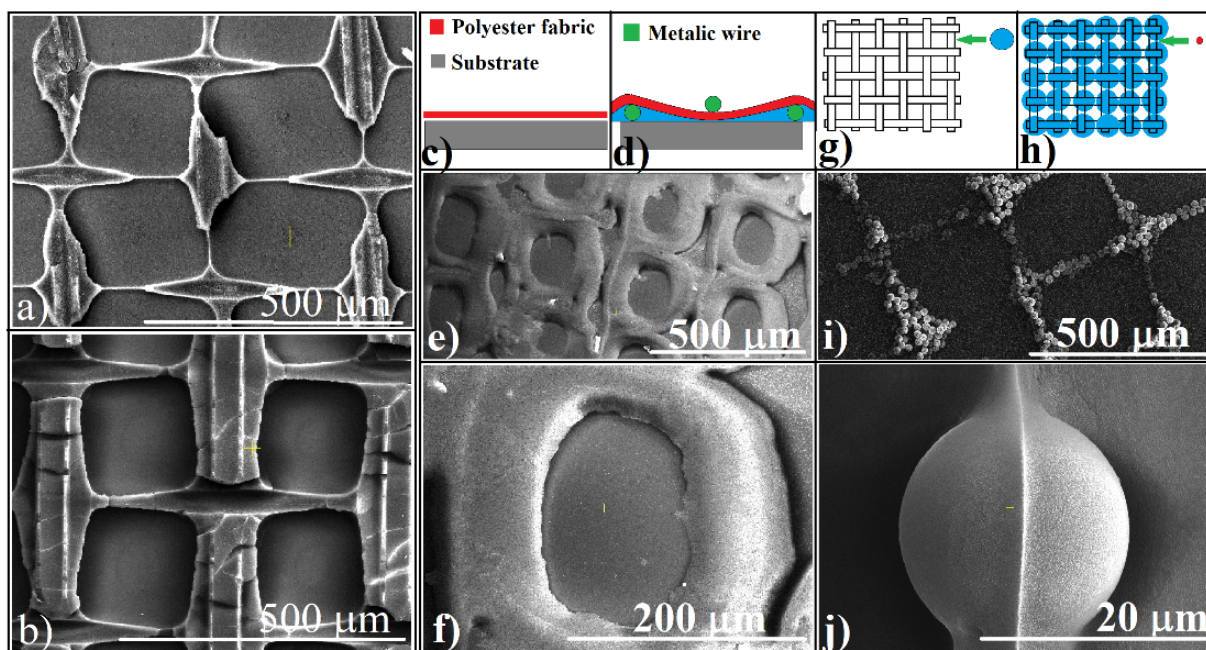 a) 500 μm
b) 500 μm
Polyester fabric
Substrate
c)
Metalic wire
d)
e) 500 μm
f) 200 μm
g)
h)
i) 500 μm
j) 20 μm